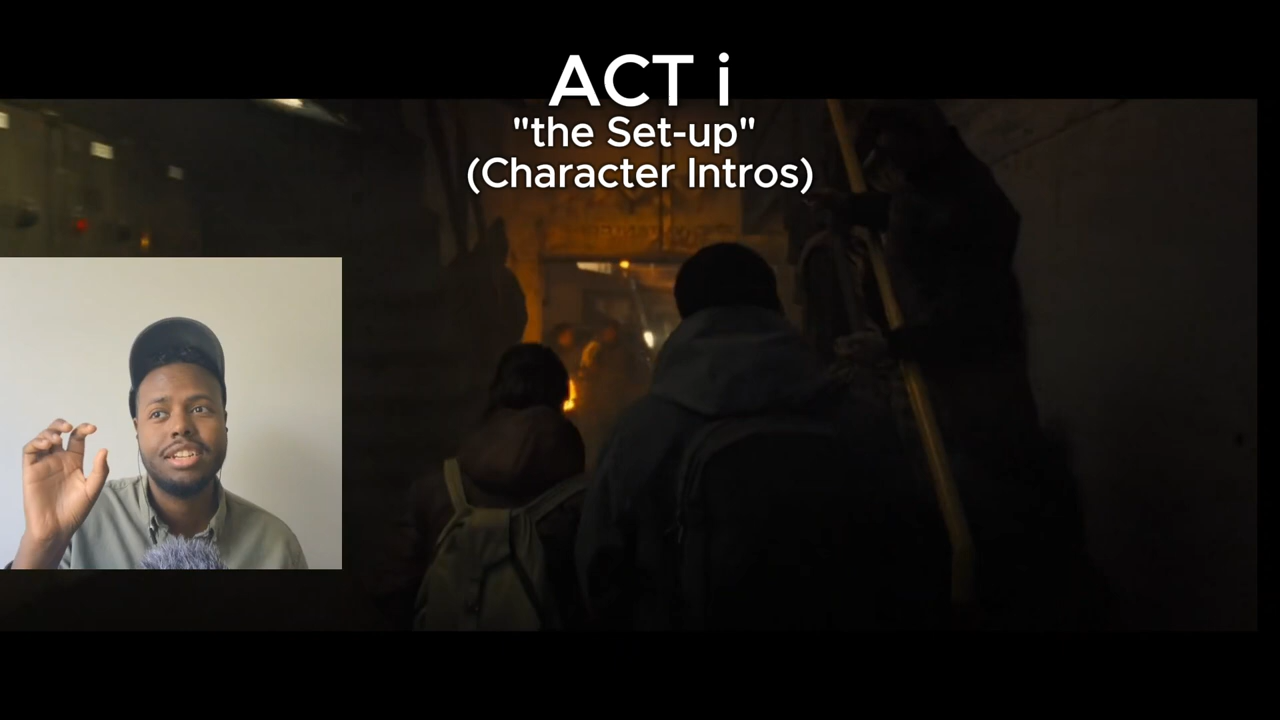 ACT i
"the Set-up"
(Character Intros)